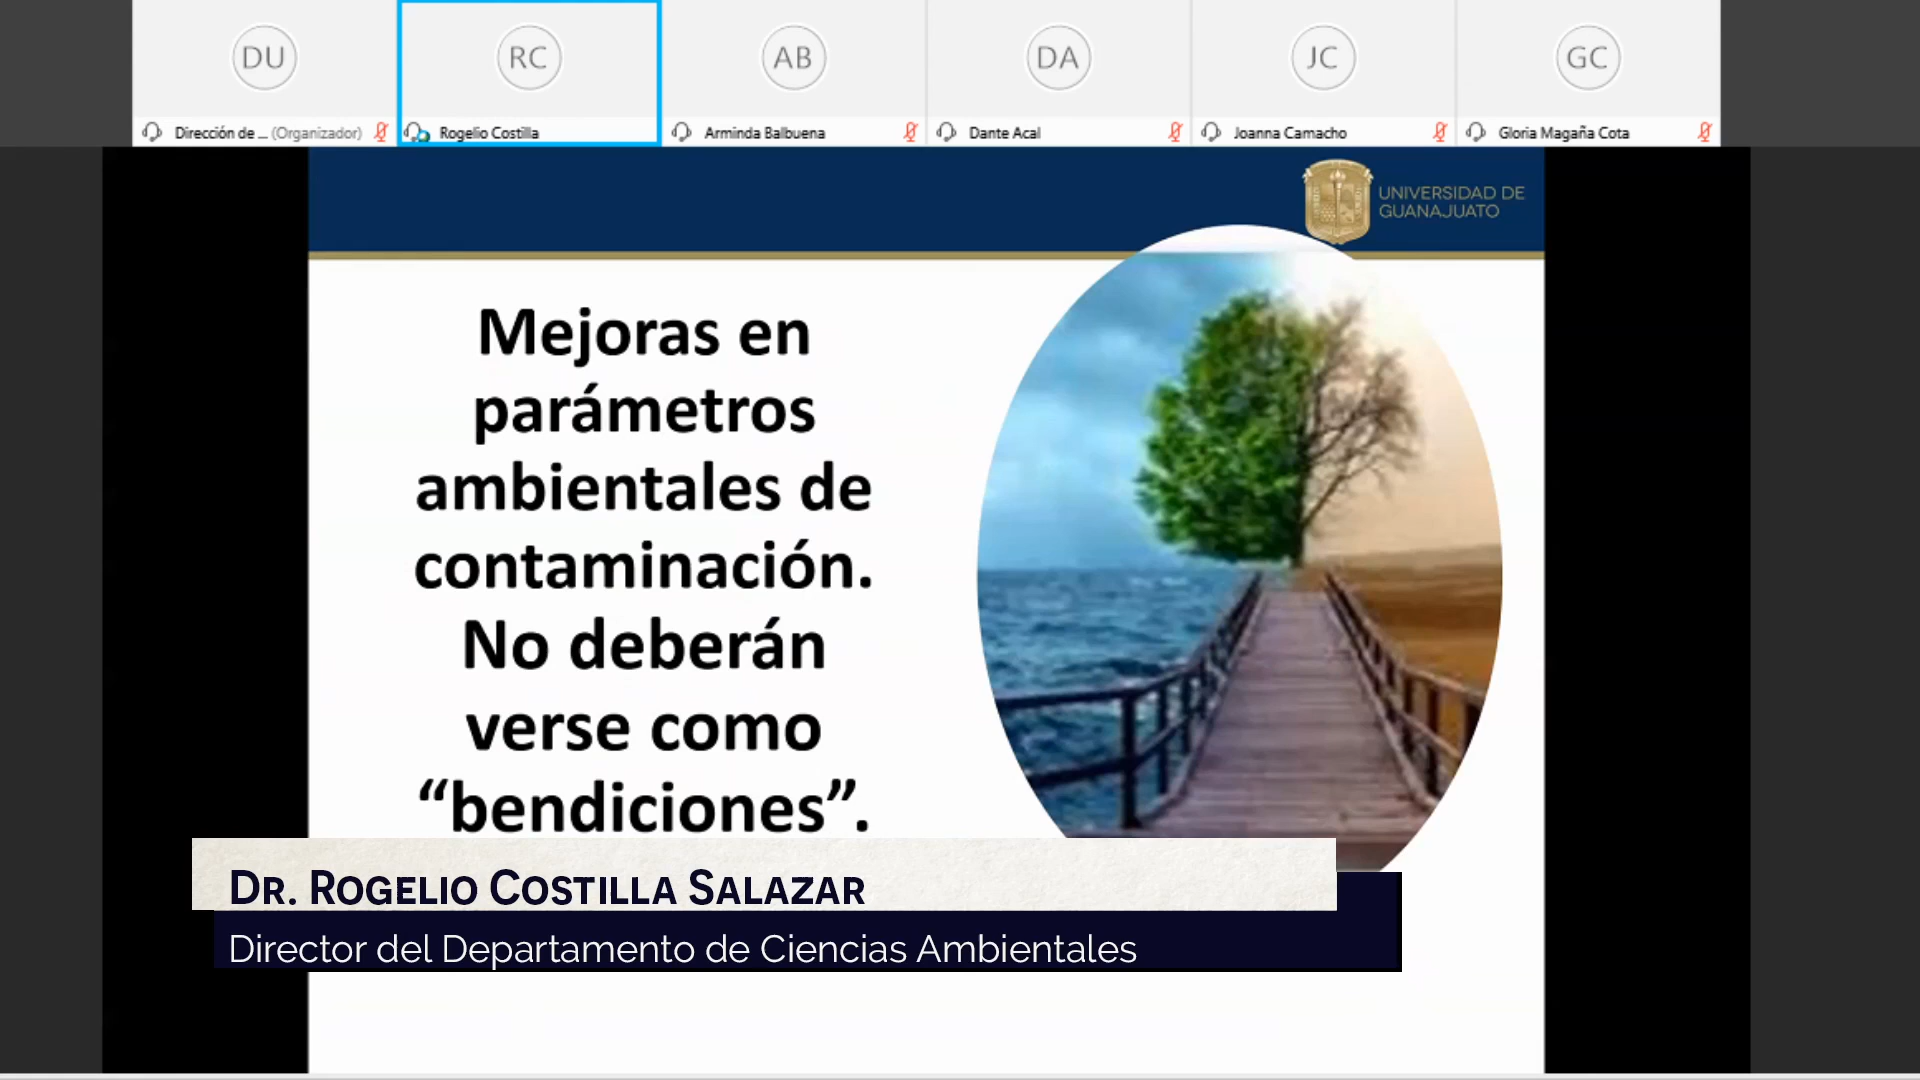 DU
RC
AB
DA
JC
GC
Dirección de ... (Organizador)
Rogelio Costilla
Arminda Balbuena
Dante Acal
Joanna Camacho
Gloria Magaña Cota
UNIVERSIDAD DE
GUANAJUATO
Mejoras en
parámetros
ambientales de
contaminación.
No deberán
verse como
“bendiciones”.
Dr. Rogelio Costilla Salazar
Director del Departamento de Ciencias Ambientales